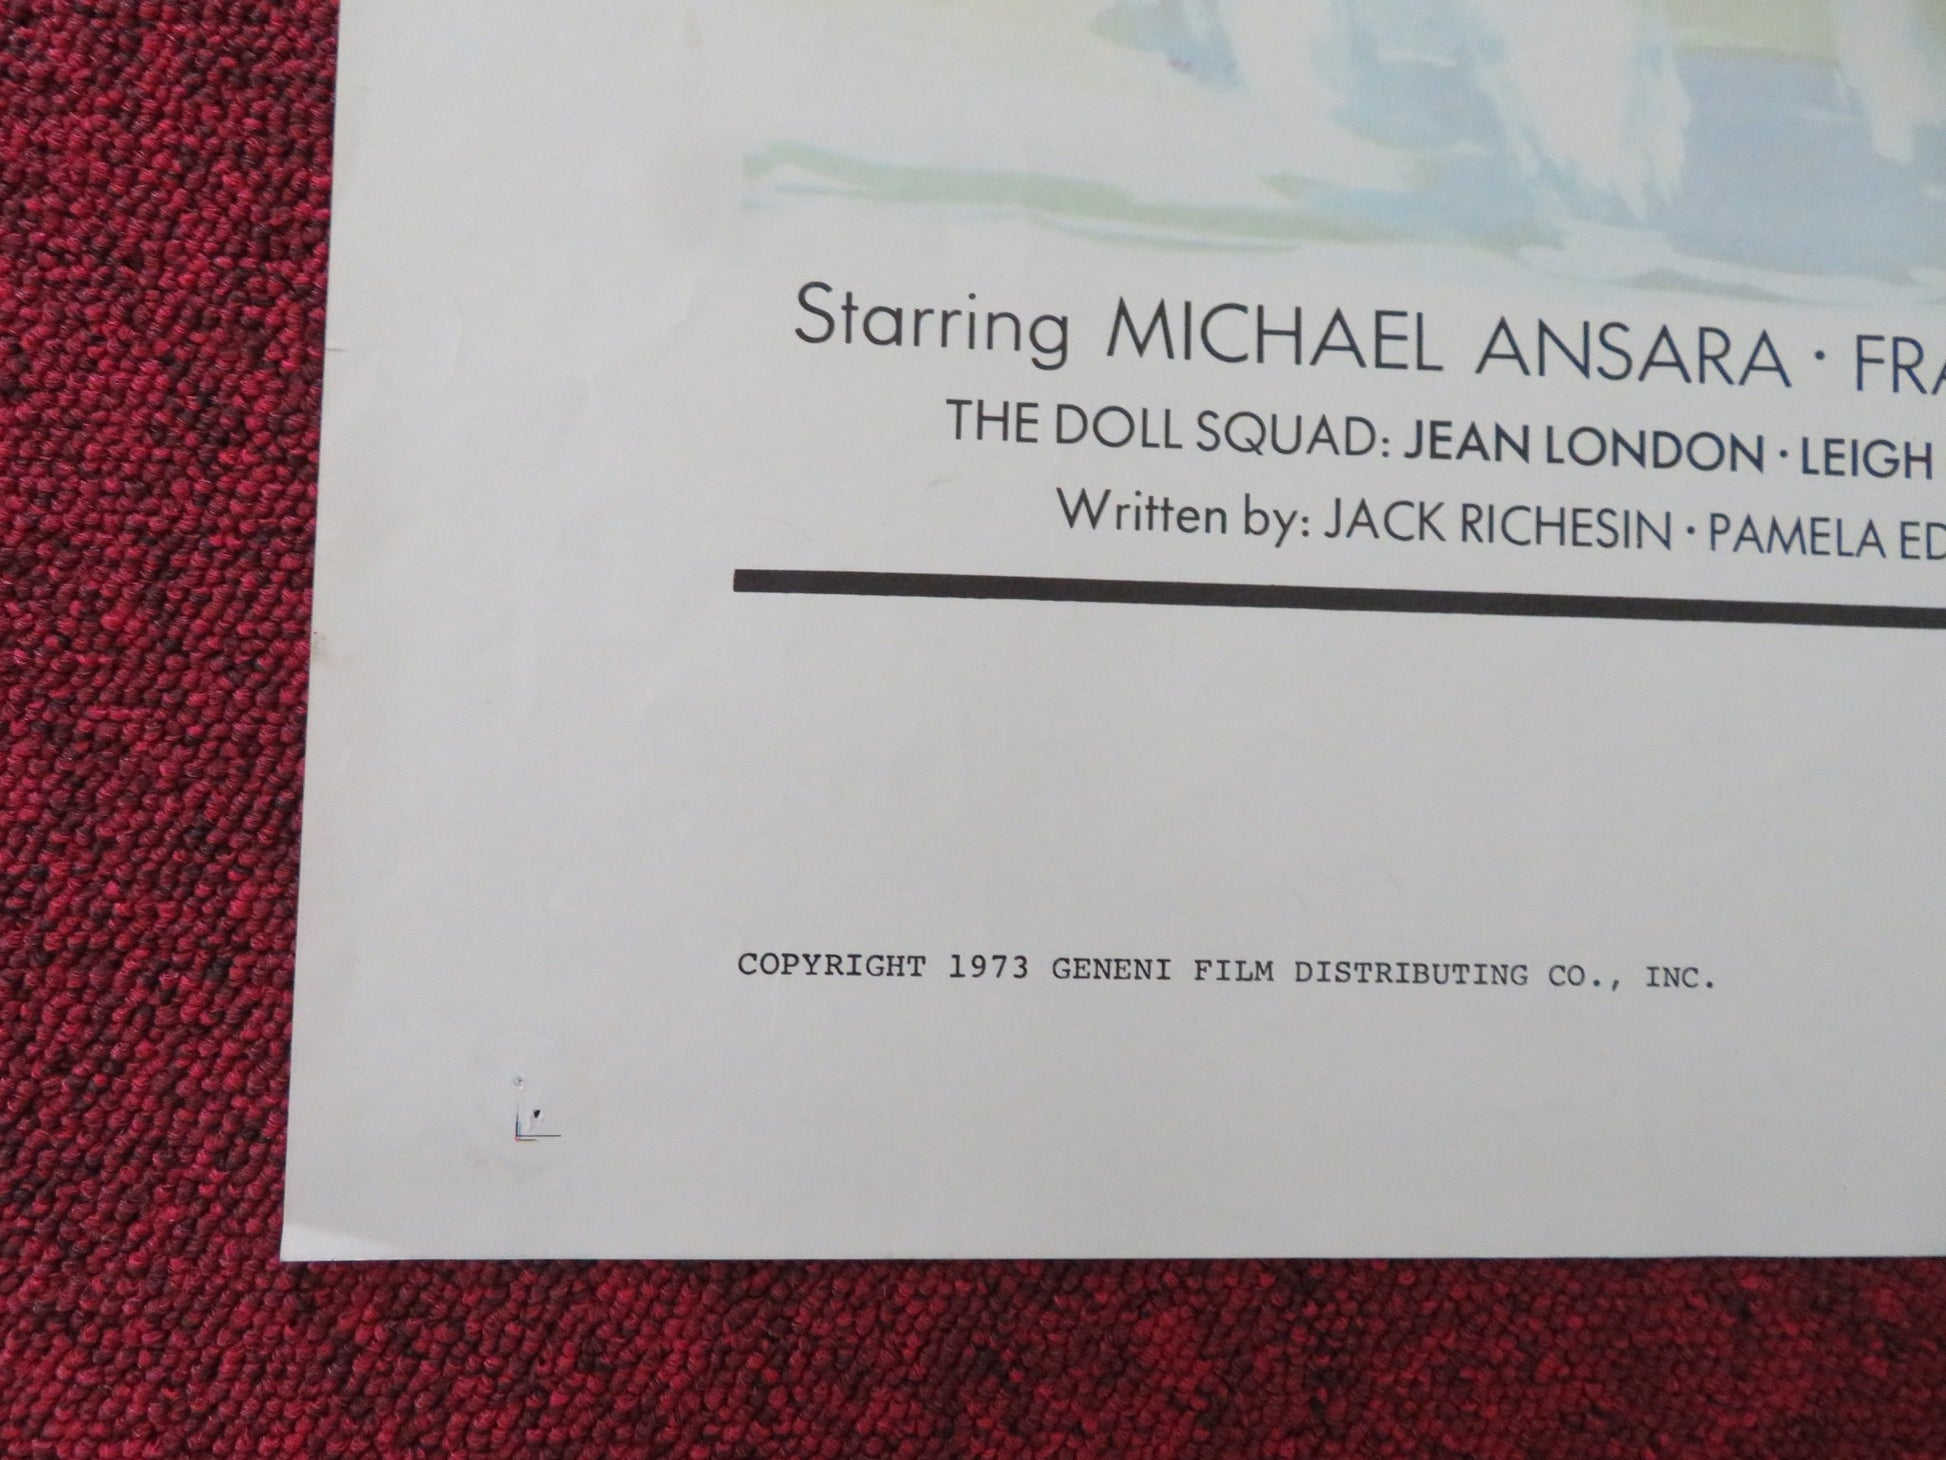 Starring MICHAEL ANSARA · FRA
THE DOLL SQUAD: JEAN LONDON · LEIGH
Written by: JACK RICHESIN · PAMELA ED
COPYRIGHT 1973 GENENI FILM DISTRIBUTING CO., INC.